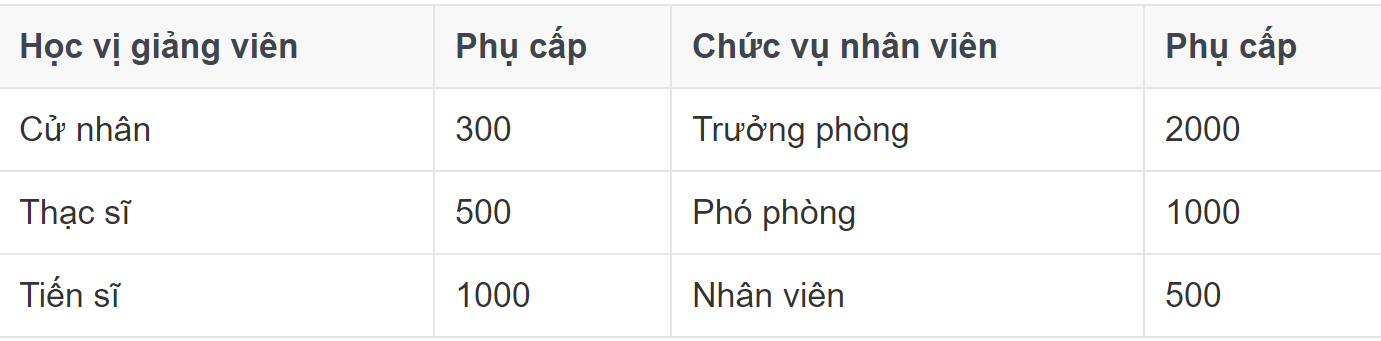 Học vị giảng viên Phụ cấp Chức vụ nhân viên Phụ cấp
Cử nhân 300 Trưởng phòng 2000
Thạc sĩ 500 Phó phòng 1000
Tiến sĩ 1000 Nhân viên 500